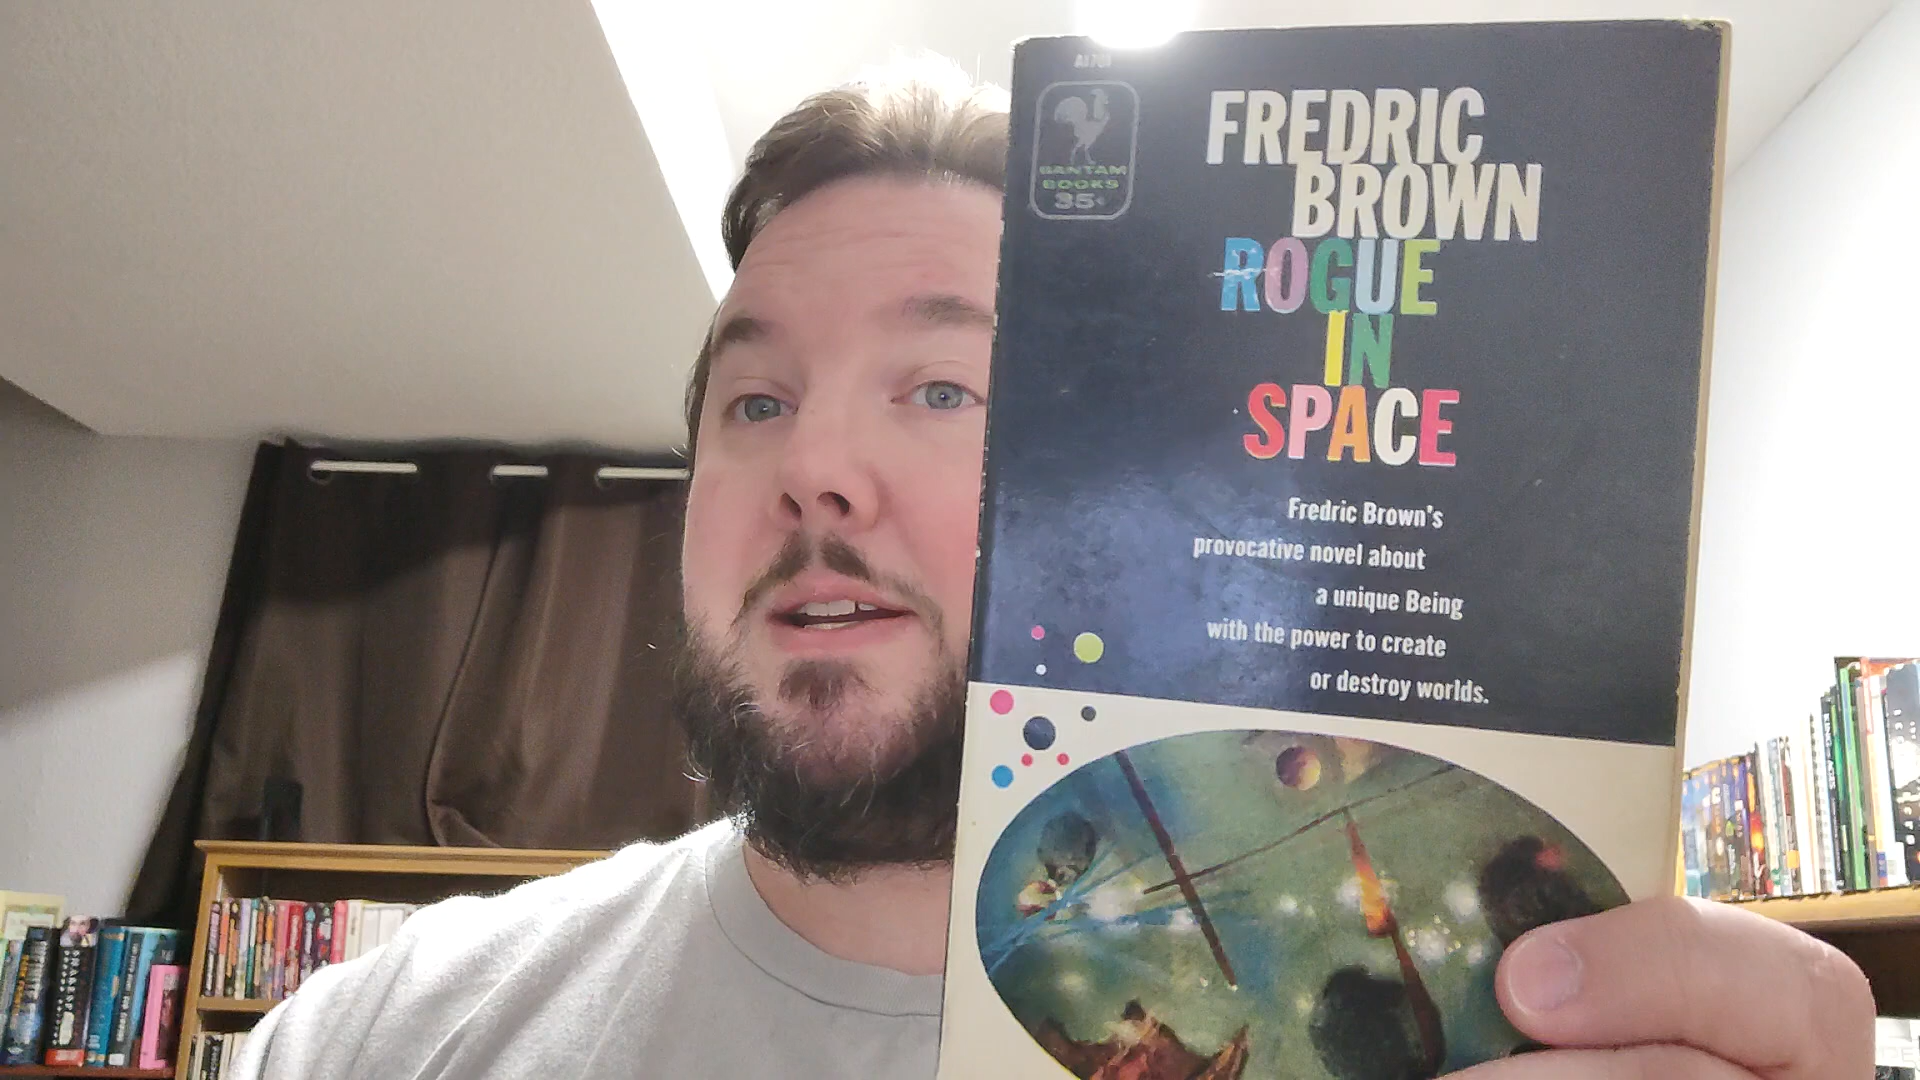 A1701
BANTAM
BOOKS
35¢
FREDRIC
BROWN
ROGUE
IN
SPACE
Fredric Brown's
provocative novel about
a unique Being
with the power to create
or destroy worlds.